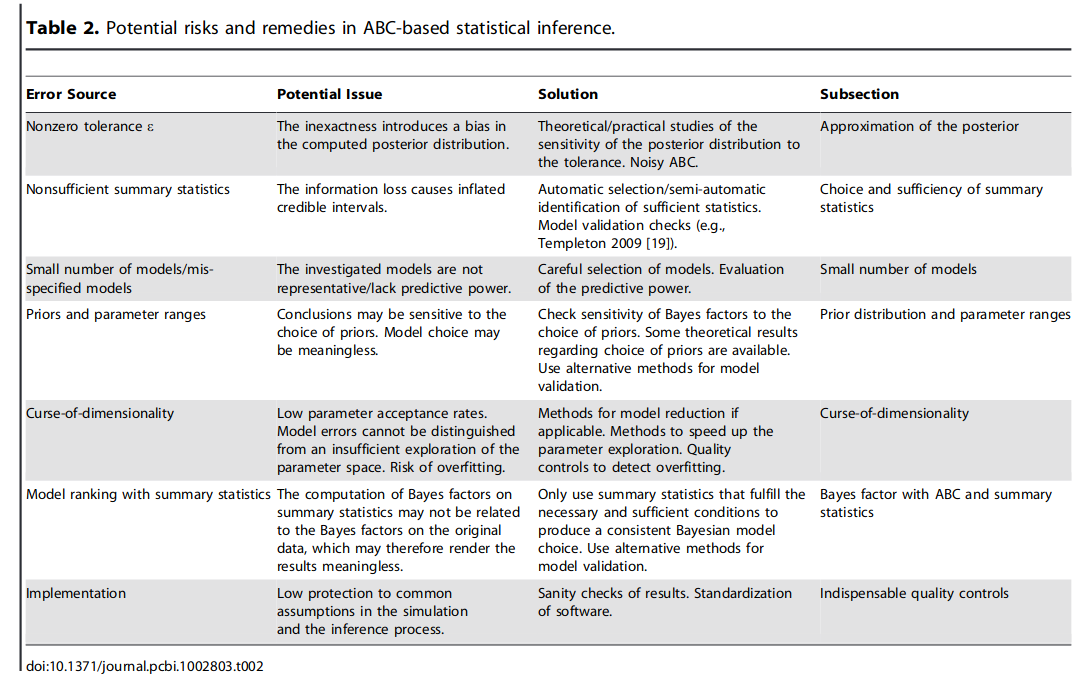 Table 2. Potential risks and remedies in ABC-based statistical inference.
Error Source Potential Issue Solution Subsection
Nonzero tolerance ε The inexactness introduces a bias in Theoretical/practical studies of the Approximation of the posterior
the computed posterior distribution. sensitivity of the posterior distribution to
the tolerance. Noisy ABC.
Nonsufficient summary statistics The information loss causes inflated Automatic selection/semi-automatic Choice and sufficiency of summary
credible intervals. identification of sufficient statistics. statistics
Model validation checks (e.g.,
Templeton 2009 [19]).
Small number of models/mis- The investigated models are not Careful selection of models. Evaluation Small number of models
specified models representative/lack predictive power. of the predictive power.
Priors and parameter ranges Conclusions may be sensitive to the Check sensitivity of Bayes factors to the Prior distribution and parameter ranges
choice of priors. Model choice may choice of priors. Some theoretical results
be meaningless. regarding choice of priors are available.
Use alternative methods for model
validation.
Curse-of-dimensionality Low parameter acceptance rates. Methods for model reduction if Curse-of-dimensionality
Model errors cannot be distinguished applicable. Methods to speed up the
from an insufficient exploration of the parameter exploration. Quality
parameter space. Risk of overfitting. controls to detect overfitting.
Model ranking with summary statistics The computation of Bayes factors on Only use summary statistics that fulfill the Bayes factor with ABC and summary
summary statistics may not be related necessary and sufficient conditions to statistics
to the Bayes factors on the original produce a consistent Bayesian model
data, which may therefore render the choice. Use alternative methods for
results meaningless. model validation.
Implementation Low protection to common Sanity checks of results. Standardization Indispensable quality controls
assumptions in the simulation of software.
and the inference process.
doi:10.1371/journal.pcbi.1002803.t002